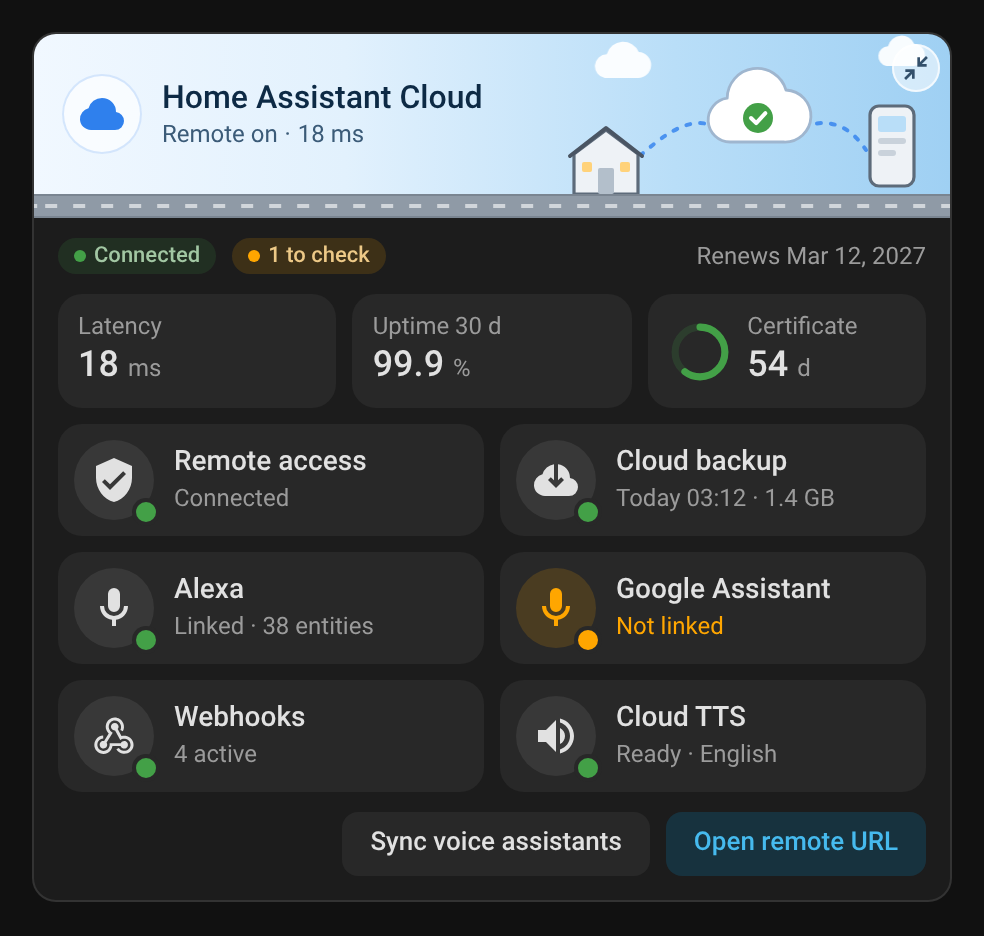 Home Assistant Cloud
Remote on · 18 ms
Connected
1 to check
Renews Mar 12, 2027
Latency
18 ms
Uptime 30 d
99.9 %
Certificate
54 d
Remote access
Connected
Cloud backup
Today 03:12 · 1.4 GB
Alexa
Linked · 38 entities
Google Assistant
Not linked
Webhooks
4 active
Cloud TTS
Ready · English
Sync voice assistants
Open remote URL